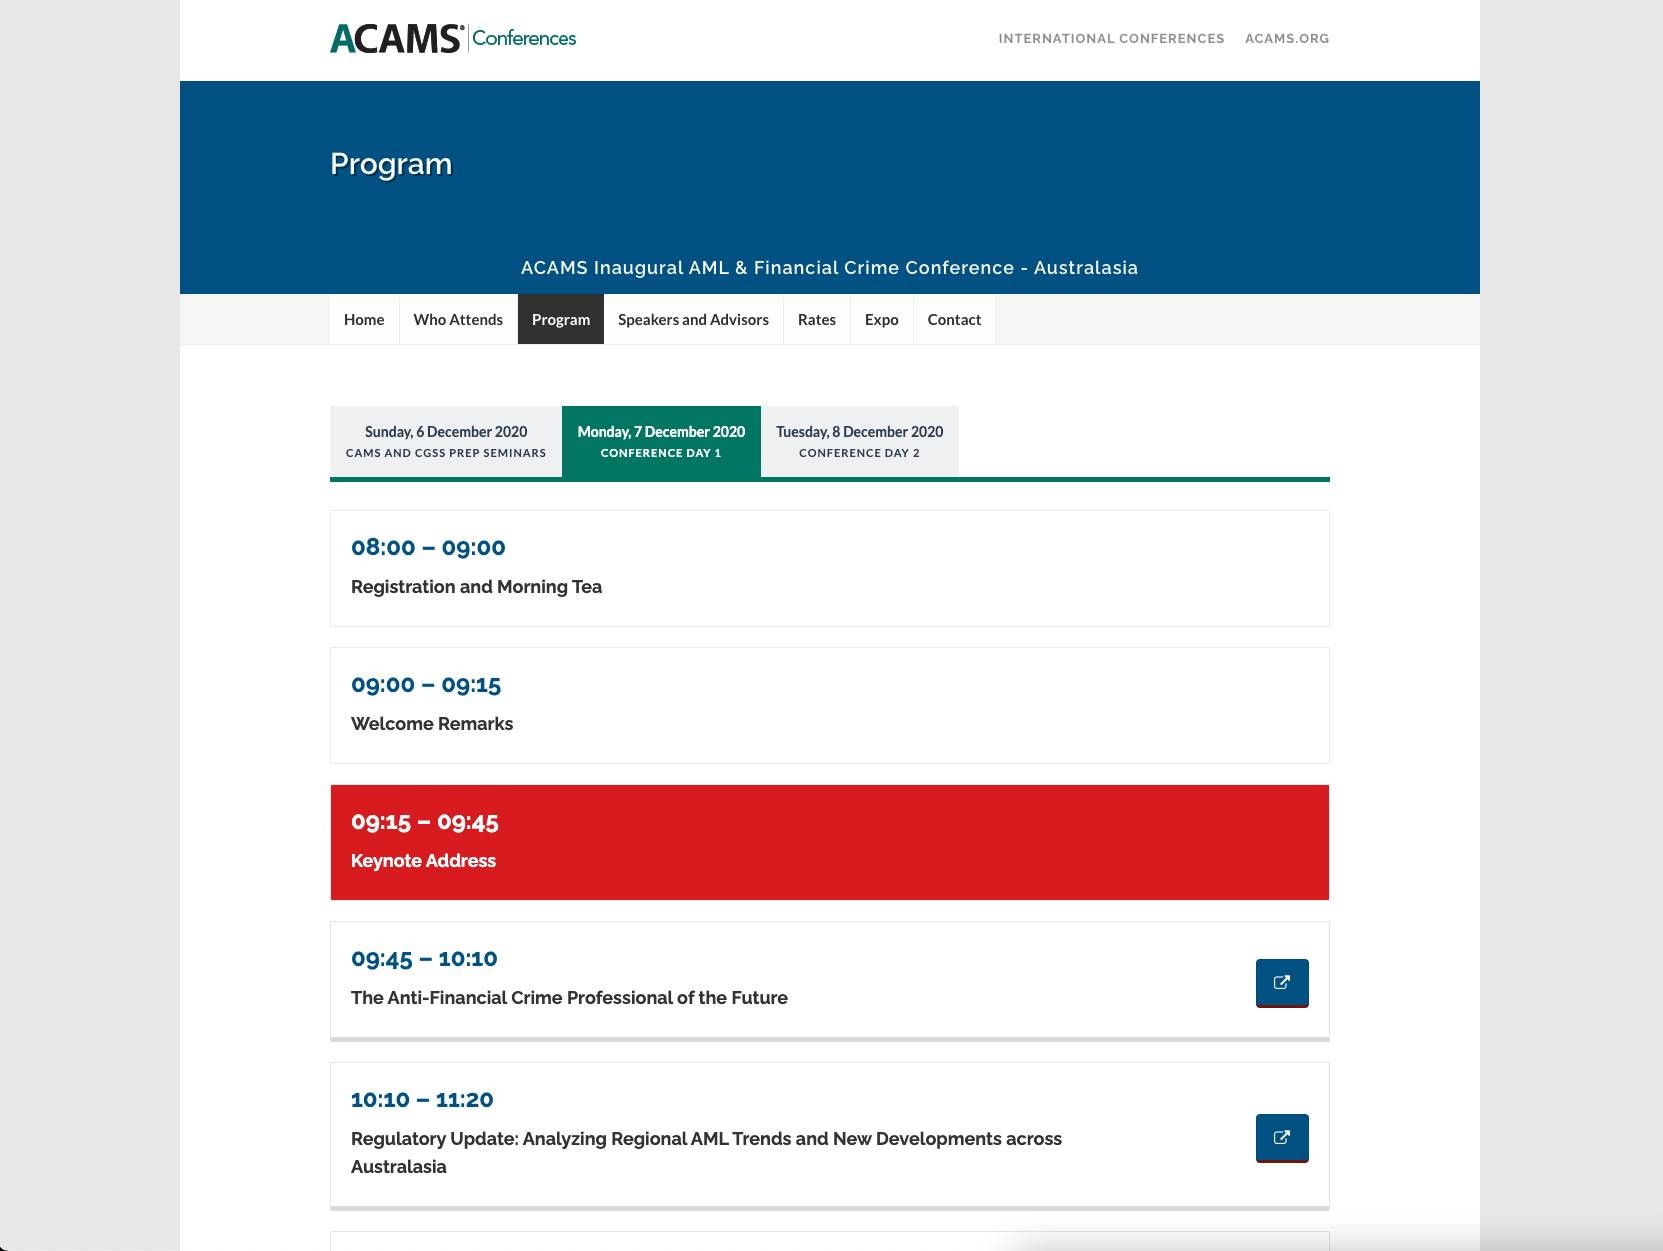 ACAMS® Conferences
INTERNATIONAL CONFERENCES ACAMS.ORG
Program
ACAMS Inaugural AML & Financial Crime Conference - Australasia
Home Who Attends Program Speakers and Advisors Rates Expo Contact
Sunday, 6 December 2020
CAMS AND CGSS PREP SEMINARS
Monday, 7 December 2020
CONFERENCE DAY 1
Tuesday, 8 December 2020
CONFERENCE DAY 2
08:00 – 09:00
Registration and Morning Tea
09:00 – 09:15
Welcome Remarks
09:15 – 09:45
Keynote Address
09:45 – 10:10
The Anti-Financial Crime Professional of the Future
10:10 – 11:20
Regulatory Update: Analyzing Regional AML Trends and New Developments across
Australasia